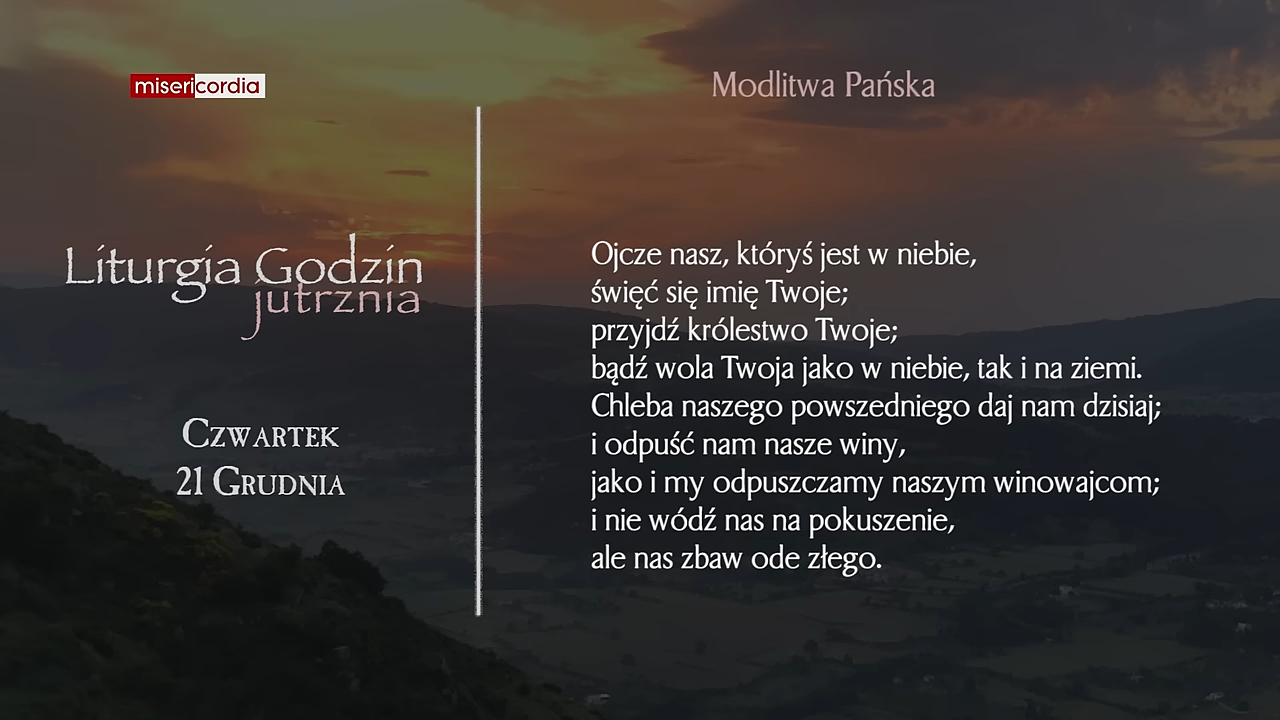 misericordia
Liturgia Godzin
jutrznia
Czwartek
21 Grudnia
Modlitwa Pańska
Ojcze nasz, któryś jest w niebie,
święć się imię Twoje;
przyjdź królestwo Twoje;
bądź wola Twoja jako w niebie, tak i na ziemi.
Chleba naszego powszedniego daj nam dzisiaj;
i odpuść nam nasze winy,
jako i my odpuszczamy naszym winowajcom;
i nie wódź nas na pokuszenie,
ale nas zbaw ode złego.